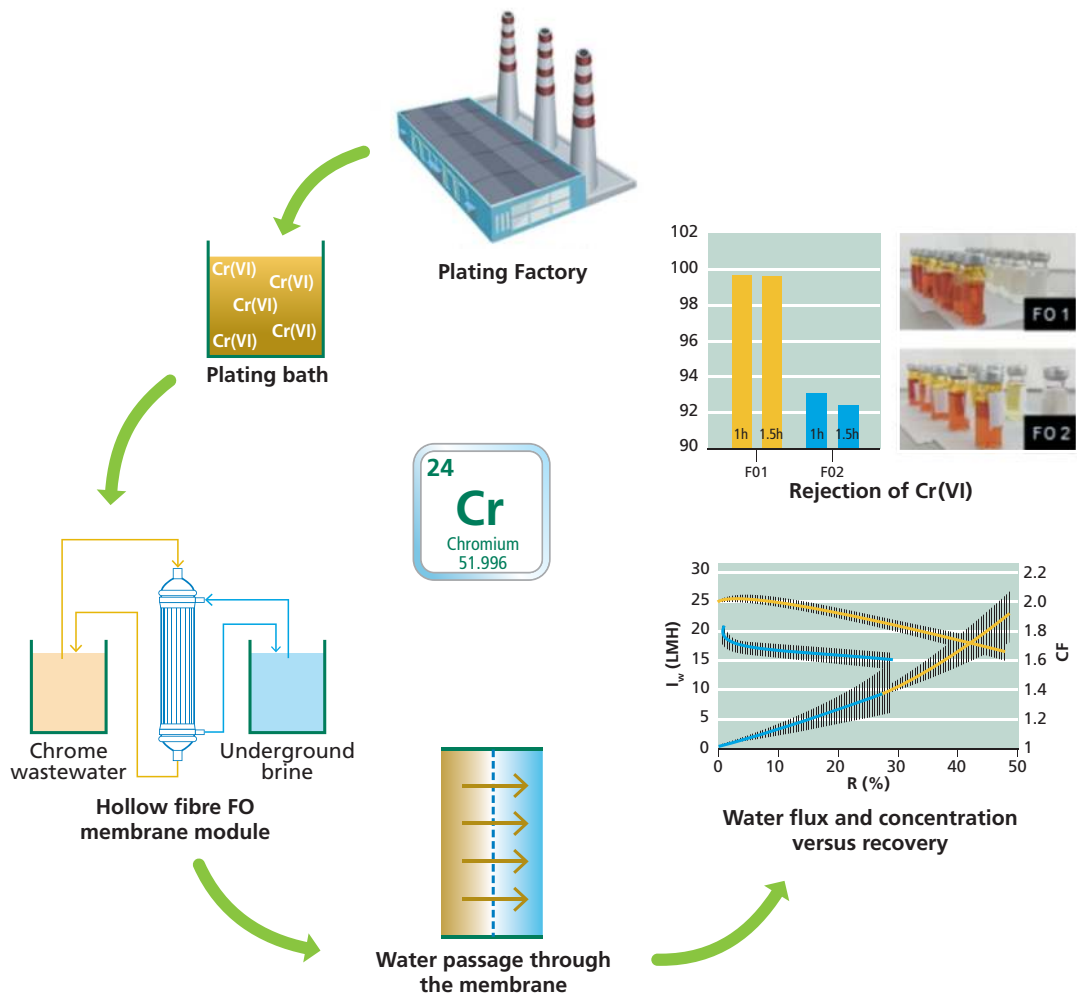 Plating Factory
Cr(VI)
Cr(VI)
Cr(VI)
Cr(VI)
Cr(VI)
Plating bath
24
Cr
Chromium
51.996
102
100
98
96
94
92
90
1h
1.5h
1h
1.5h
F01
F02
Rejection of Cr(VI)
FO 1
FO 2
Chrome
wastewater
Underground
brine
Hollow fibre FO
membrane module
Water passage through
the membrane
30
25
20
15
10
5
0
I_w (LMH)
2.2
2.0
1.8
1.6
1.4
1.2
1
CF
0
10
20
30
40
50
R (%)
Water flux and concentration
versus recovery